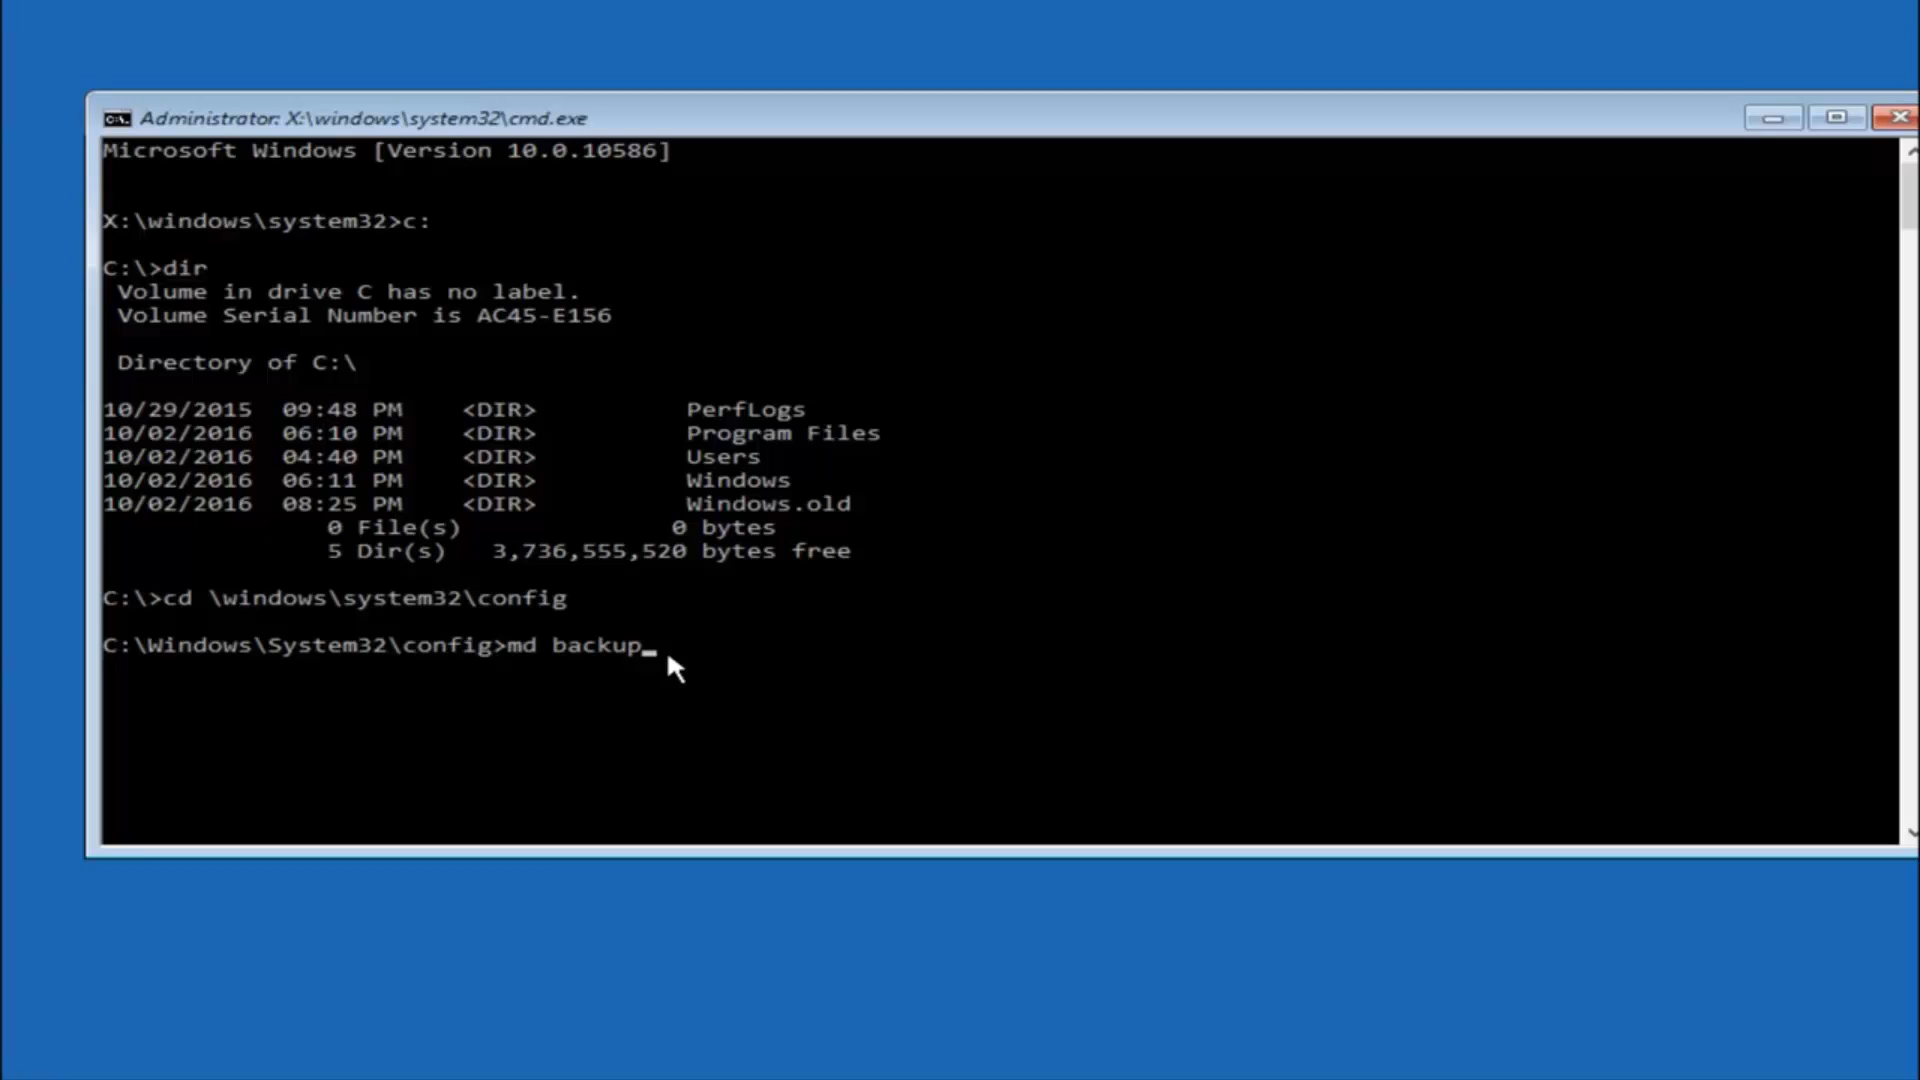 Administrator: X:\windows\system32\cmd.exe
Microsoft Windows [Version 10.0.10586]
X:\windows\system32>c:
C:\>dir
Volume in drive C has no label.
Volume Serial Number is AC45-E156
Directory of C:\
10/29/2015  09:48 PM    <DIR>          PerfLogs
10/02/2016  06:10 PM    <DIR>          Program Files
10/02/2016  04:40 PM    <DIR>          Users
10/02/2016  06:11 PM    <DIR>          Windows
10/02/2016  08:25 PM    <DIR>          Windows.old
0 File(s)              0 bytes
5 Dir(s)   3,736,555,520 bytes free
C:\>cd \windows\system32\config
C:\Windows\System32\config>md backup_